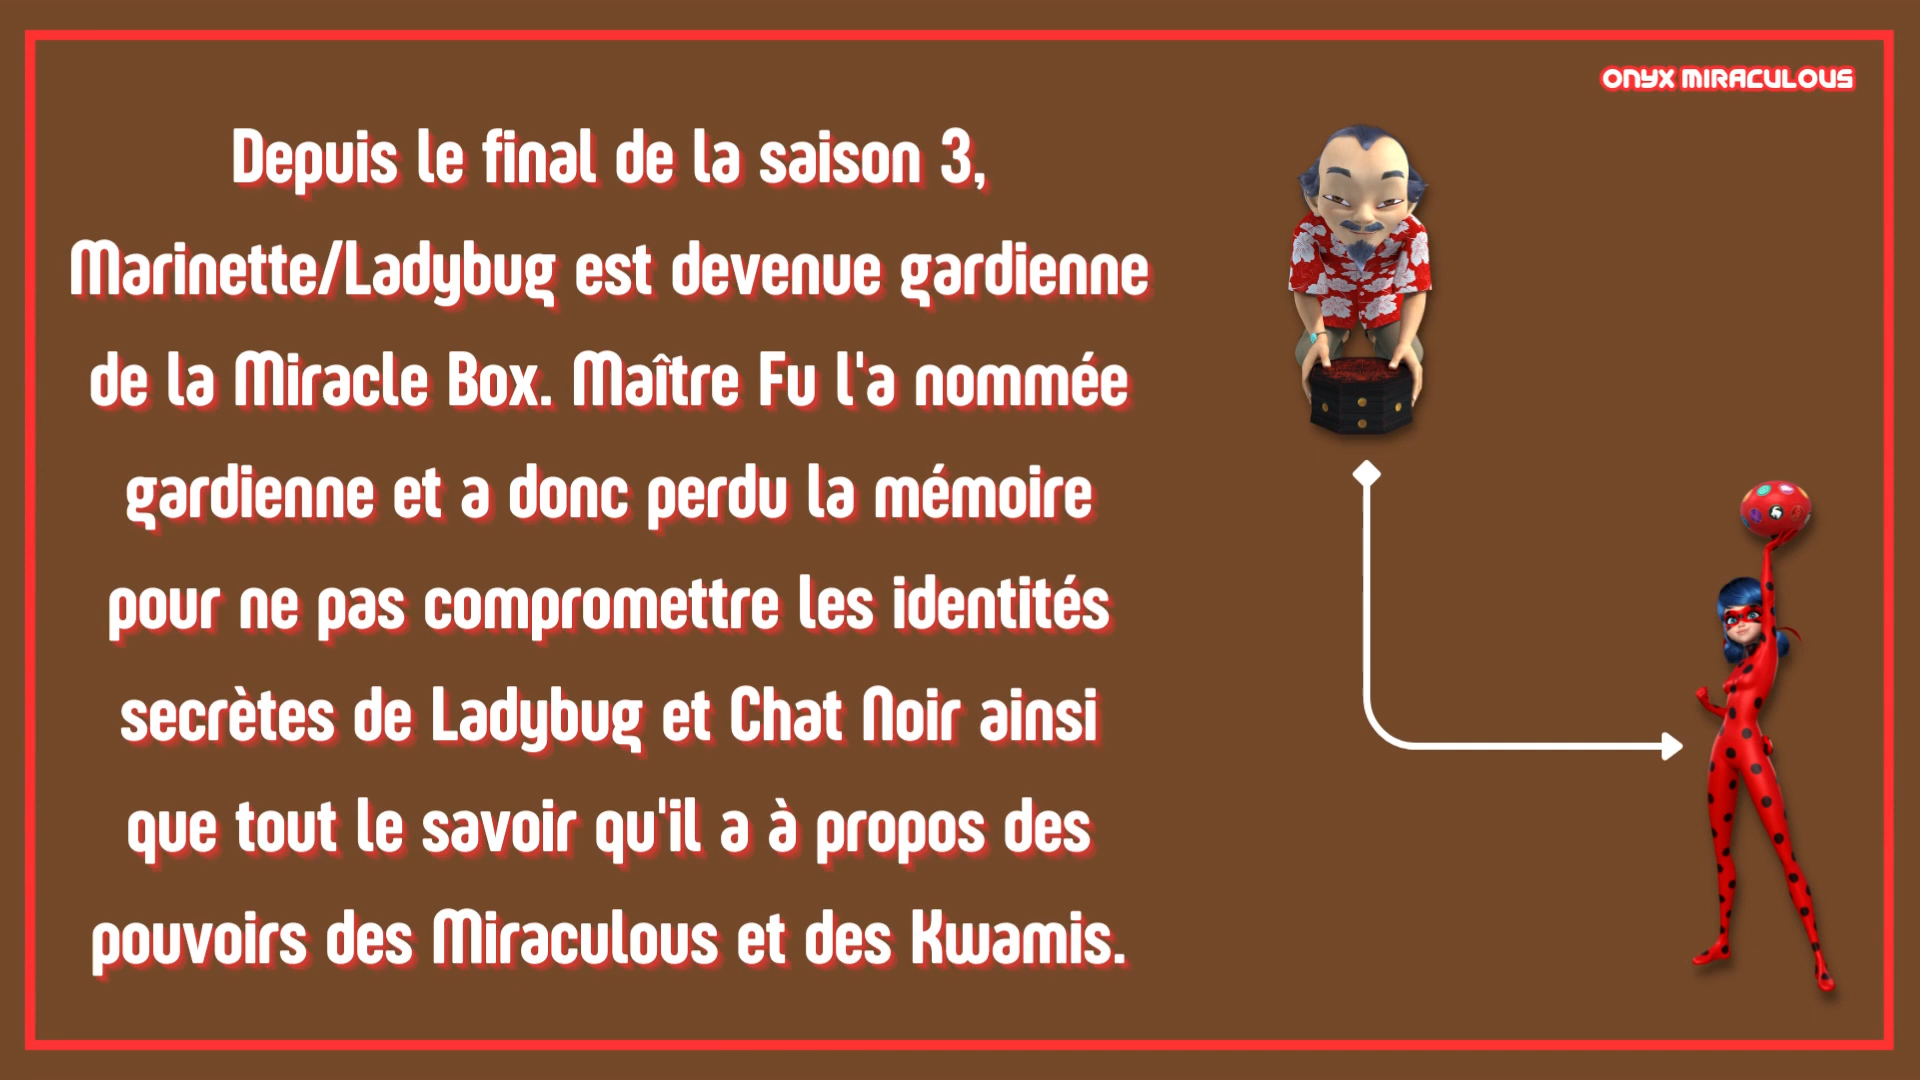 ONYX MIRACULOUS
Depuis le final de la saison 3,
Marinette/Ladybug est devenue gardienne
de la Miracle Box. Maître Fu l'a nommée
gardienne et a donc perdu la mémoire
pour ne pas compromettre les identités
secrètes de Ladybug et Chat Noir ainsi
que tout le savoir qu'il a à propos des
pouvoirs des Miraculous et des Kwamis.